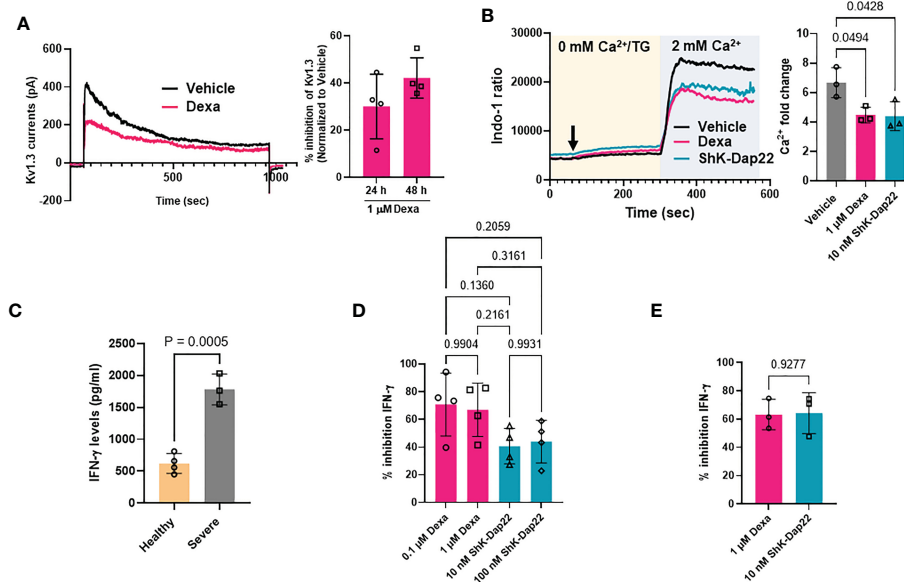 A
600
400
200
0
-200
Kv1.3 currents (pA)
Vehicle
Dexa
500
1000
Time (sec)
60
40
20
0
% inhibition of Kv1.3
(Normalized to Vehicle)
24 h
48 h
1 µM Dexa
B
30000
20000
10000
0
Indo-1 ratio
0 mM Ca²⁺/TG
2 mM Ca²⁺
Vehicle
Dexa
ShK-Dap22
0
200
400
600
Time (sec)
0.0428
0.0494
10
8
6
4
2
0
Ca²⁺ fold change
Vehicle
1 µM Dexa
10 nM ShK-Dap22
C
P = 0.0005
2500
2000
1500
1000
500
0
IFN-γ levels (pg/ml)
Healthy
Severe
D
0.2059
0.3161
0.1360
0.2161
0.9904
0.9931
100
80
60
40
20
0
% inhibition IFN-γ
0.1 µM Dexa
1 µM Dexa
10 nM ShK-Dap22
100 nM ShK-Dap22
E
0.9277
100
80
60
40
20
0
% inhibition IFN-γ
1 µM Dexa
10 nM ShK-Dap22